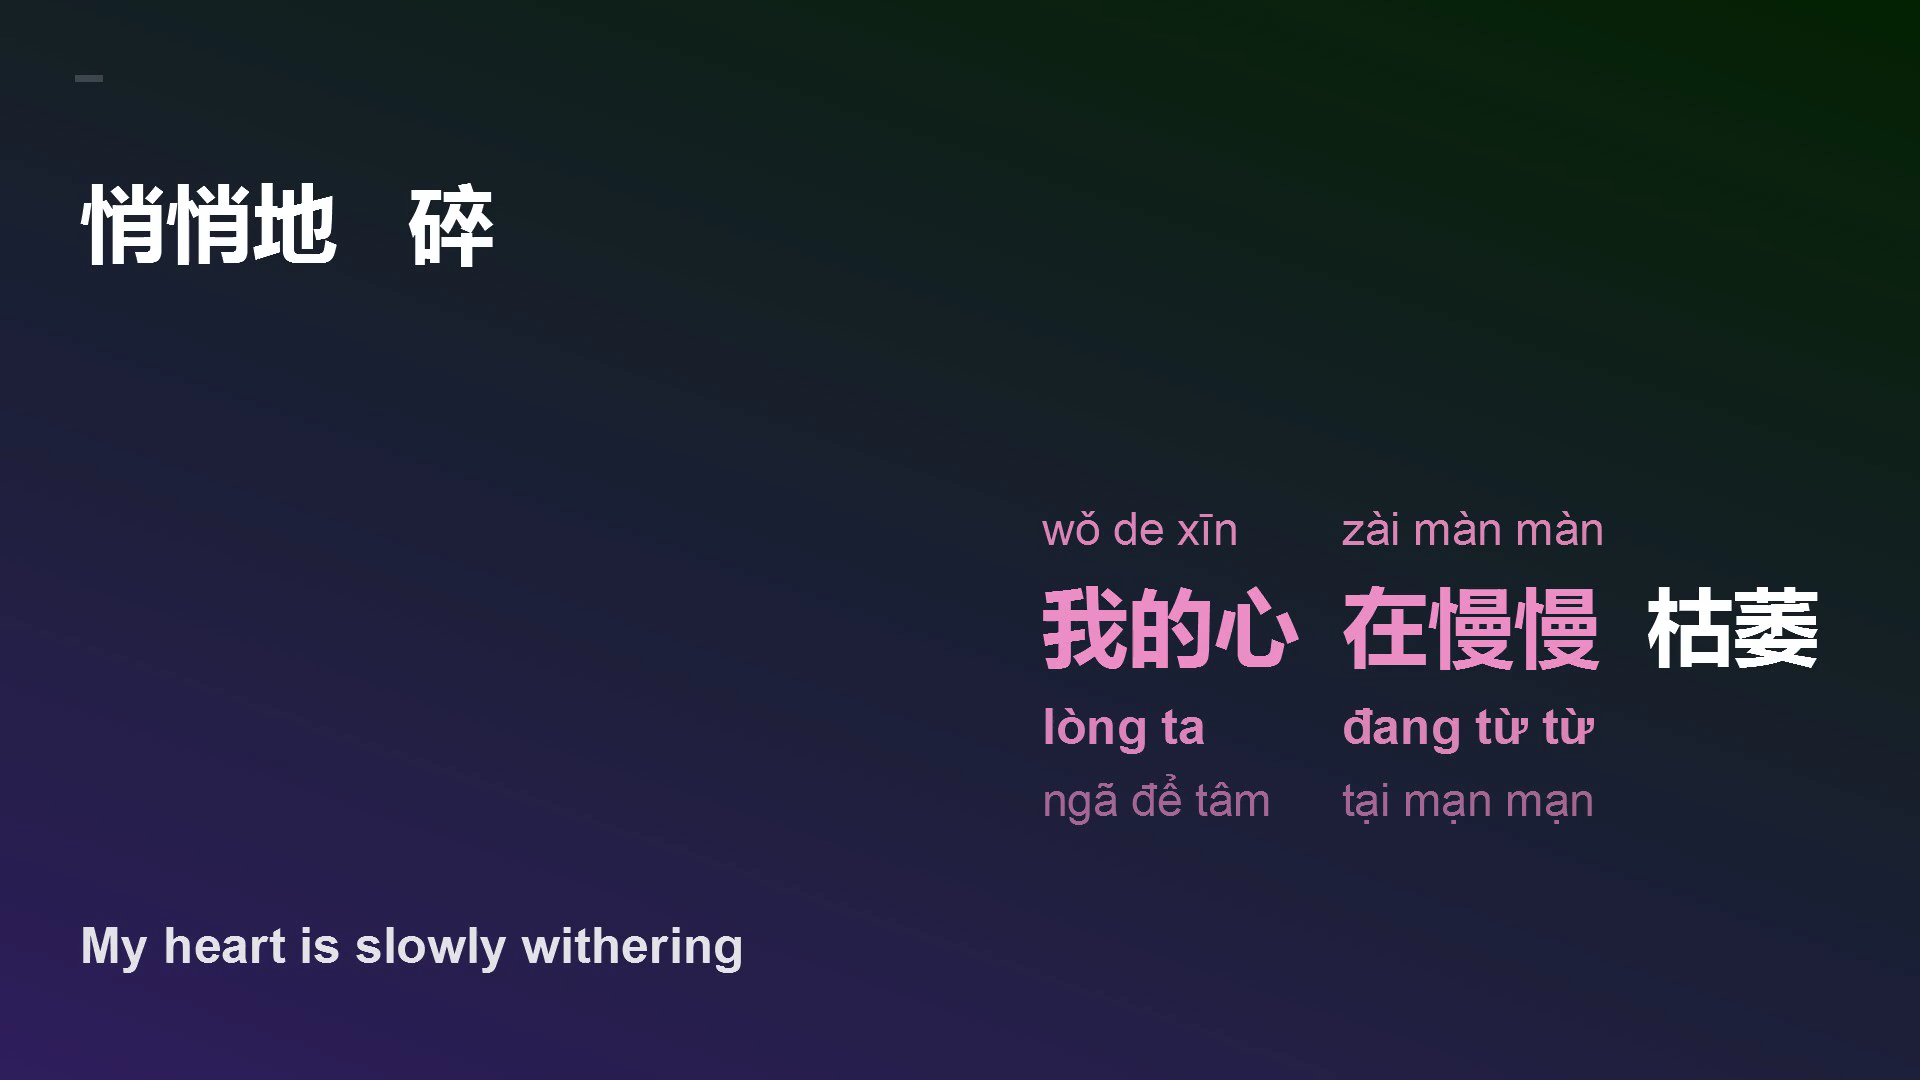 悄悄地 碎
wǒ de xīn zài màn màn
我的心 在慢慢 枯萎
lòng ta đang từ từ
ngã để tâm tại mạn mạn
My heart is slowly withering